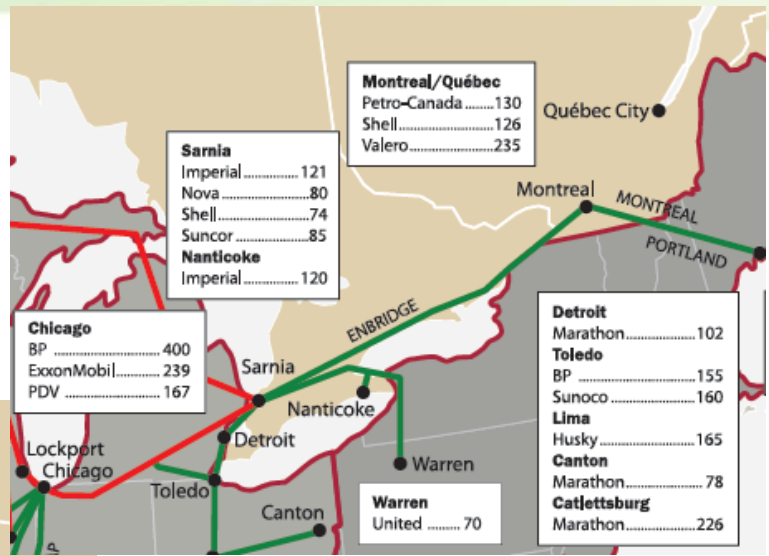 Montreal/Québec
Petro-Canada.......130
Shell.......................126
Valero.....................235
Québec City
Sarnia
Imperial..............121
Nova.....................80
Shell......................74
Suncor..................85
Nanticoke
Imperial..............120
Montreal
MONTREAL
PORTLAND
ENBRIDGE
Chicago
BP ......................400
ExxonMobil.........239
PDV ...................167
Sarnia
Nanticoke
Detroit
Lockport
Chicago
Toledo
Warren
Canton
Warren
United ........70
Detroit
Marathon..............102
Toledo
BP .........................155
Sunoco.................160
Lima
Husky....................165
Canton
Marathon................78
Catlettsburg
Marathon..............226